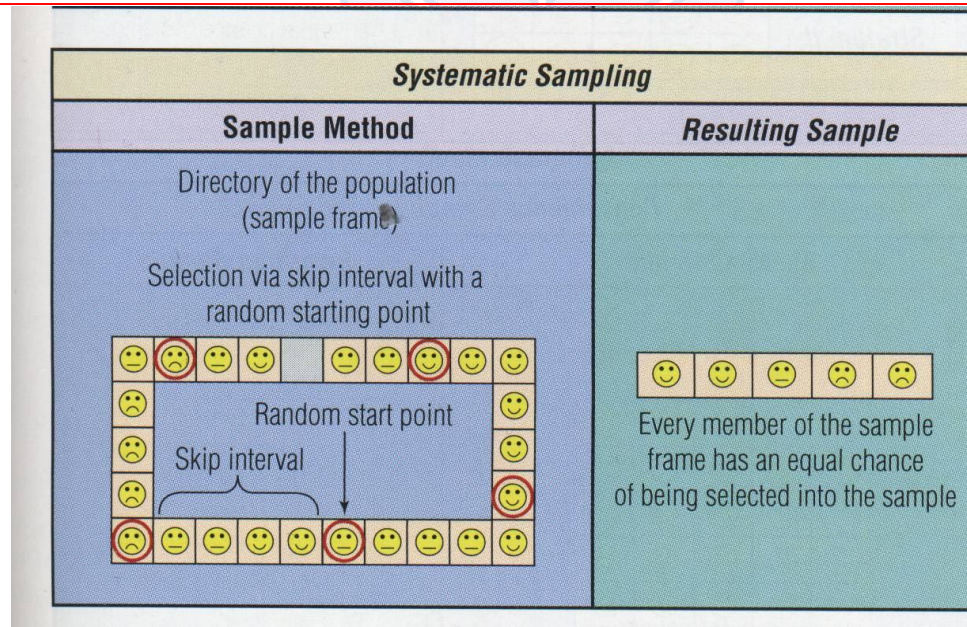 Systematic Sampling
Sample Method
Resulting Sample
Directory of the population
(sample frame)
Selection via skip interval with a
random starting point
Random start point
Skip interval
Every member of the sample
frame has an equal chance
of being selected into the sample